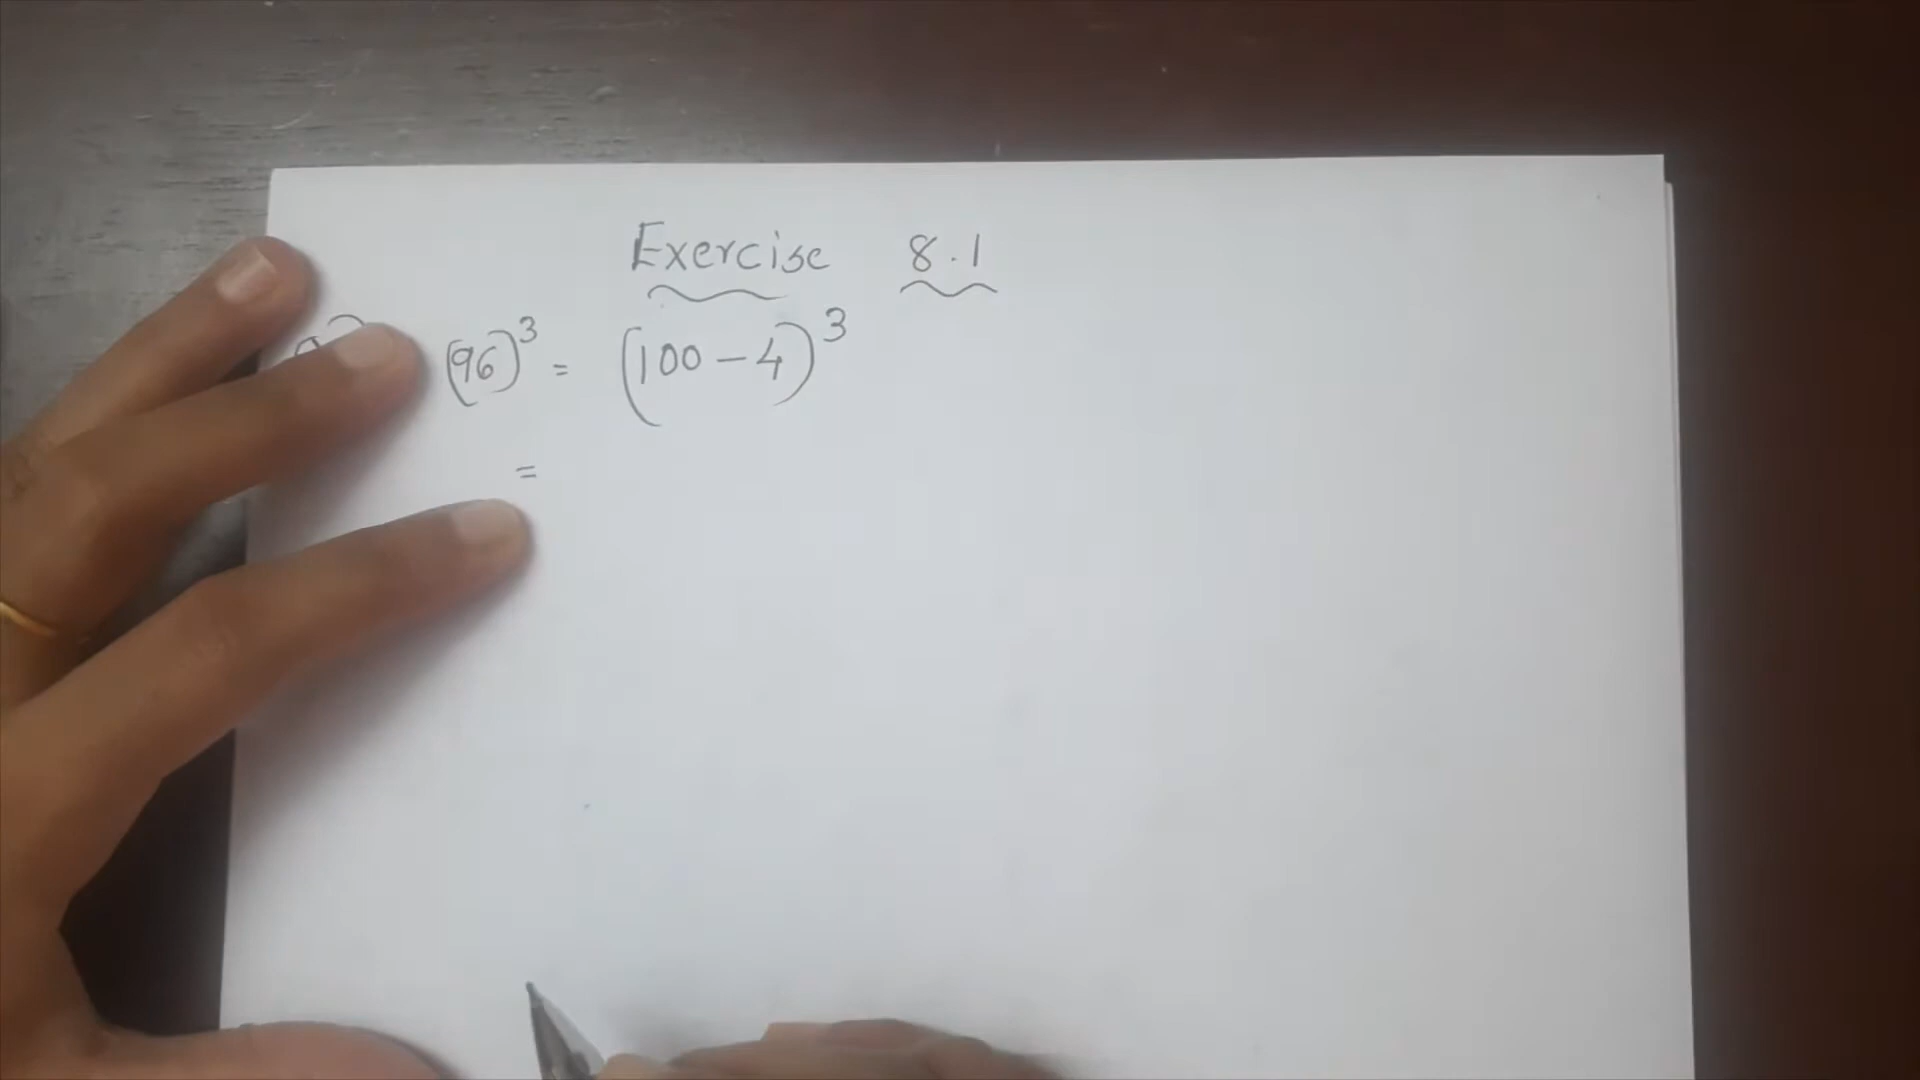 Exercise 8.1
(96)³ = (100 - 4)³
=